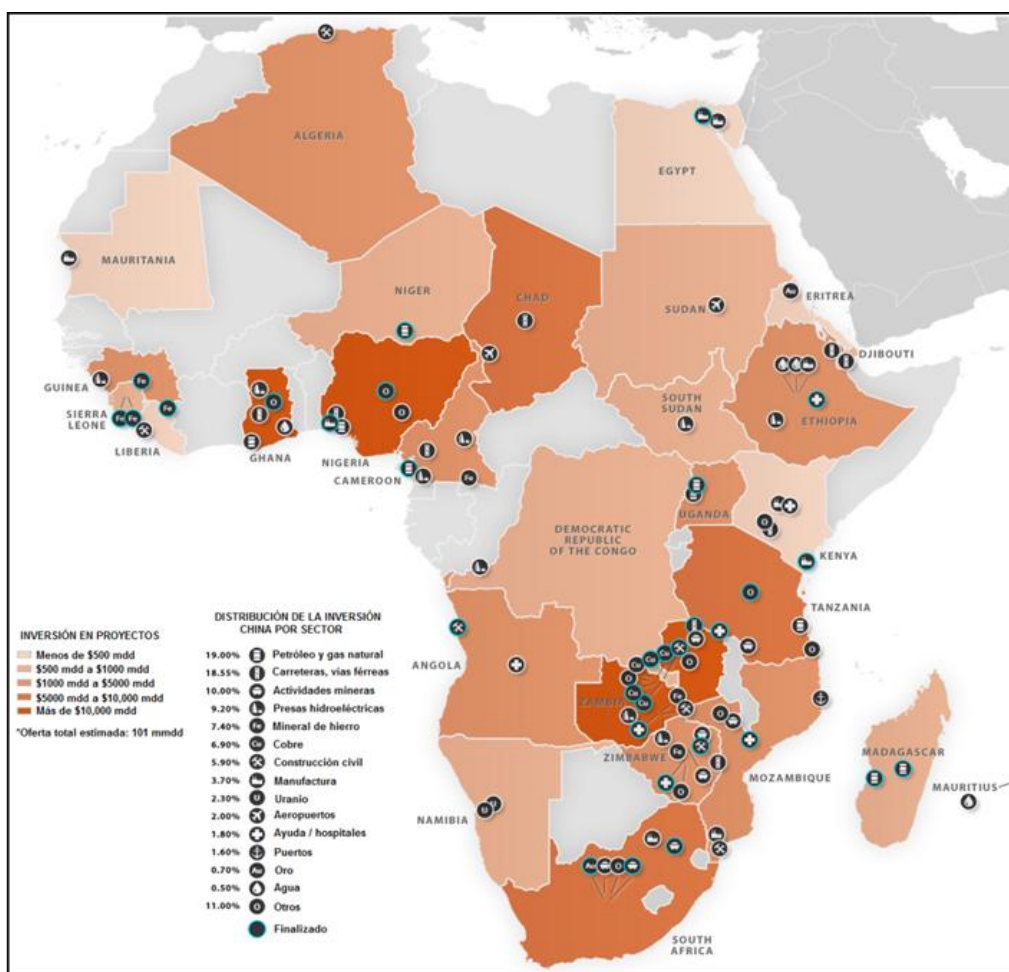 ALGERIA
EGYPT
MAURITANIA
NIGER
CHAD
SUDAN
ERITREA
DJIBOUTI
GUINEA
SIERRA
LEONE
LIBERIA
GHANA
NIGERIA
CAMEROON
SOUTH
SUDAN
ETHIOPIA
UGANDA
DEMOCRATIC
REPUBLIC
OF THE CONGO
KENYA
TANZANIA
ANGOLA
ZAMBIA
ZIMBABWE
MOZAMBIQUE
MADAGASCAR
MAURITIUS
NAMIBIA
SOUTH
AFRICA
INVERSIÓN EN PROYECTOS
Menos de $500 mdd
$500 mdd a $1000 mdd
$1000 mdd a $5000 mdd
$5000 mdd a $10,000 mdd
Más de $10,000 mdd
*Oferta total estimada: 101 mmdd
DISTRIBUCIÓN DE LA INVERSIÓN
CHINA POR SECTOR
19.00% Petróleo y gas natural
18.55% Carreteras, vías férreas
10.00% Actividades mineras
9.20% Presas hidroeléctricas
7.40% Fe Mineral de hierro
6.90% Cu Cobre
5.90% Construcción civil
3.70% Manufactura
2.30% U Uranio
2.00% Aeropuertos
1.80% Ayuda / hospitales
1.60% Puertos
0.70% Au Oro
0.50% Agua
11.00% O Otros
Finalizado